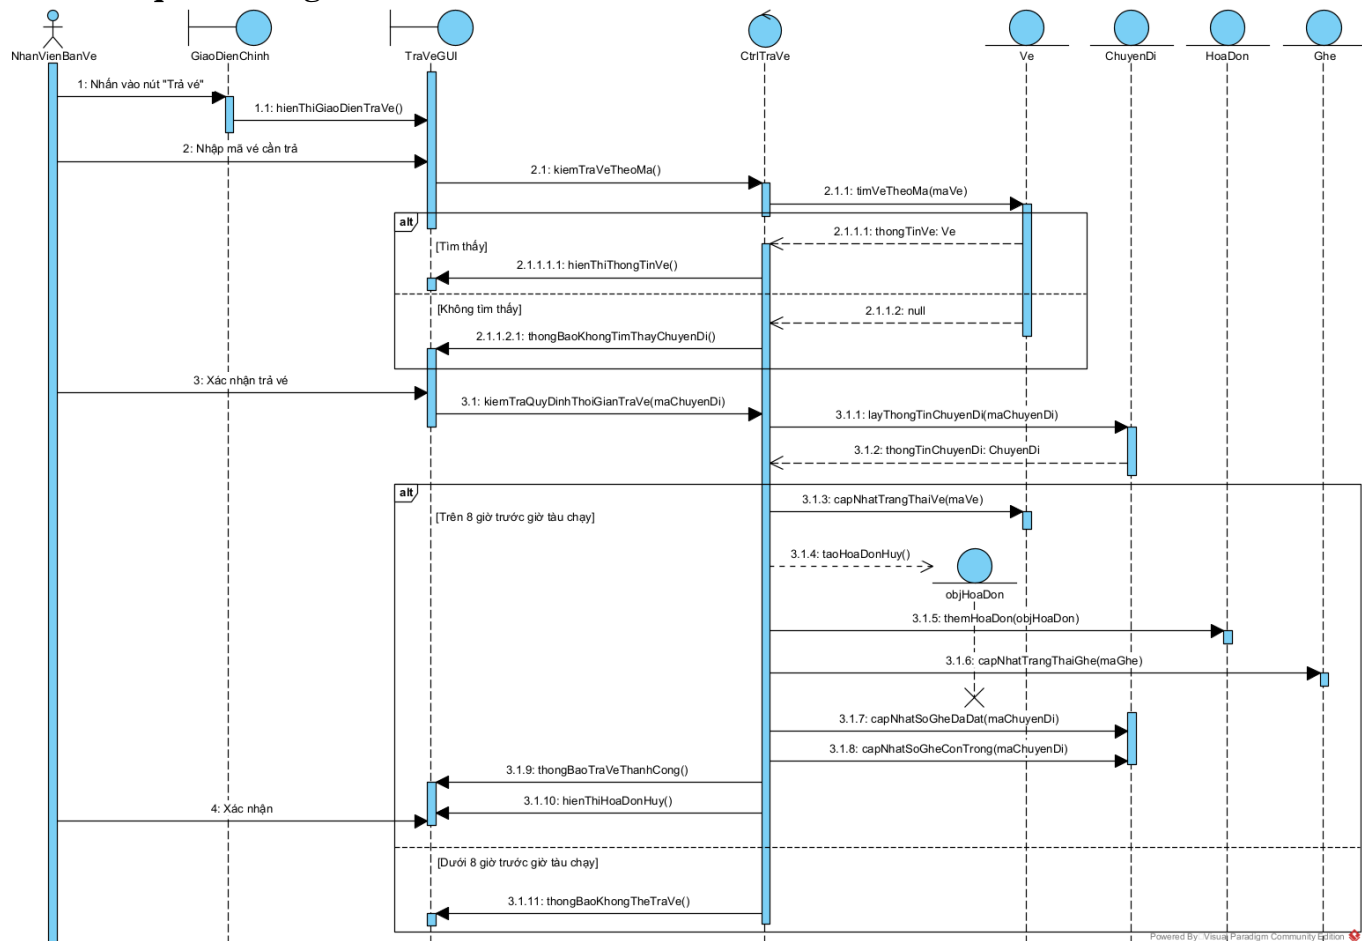 NhanVienBanVe
GiaoDienChinh
TraVeGUI
CtrlTraVe
Ve
ChuyenDi
HoaDon
Ghe
1: Nhấn vào nút "Trả vé"
1.1: hienThiGiaoDienTraVe()
2: Nhập mã vé cần trả
2.1: kiemTraVeTheoMa()
2.1.1: timVeTheoMa(maVe)
alt
2.1.1.1: thongTinVe: Ve
[Tìm thấy]
2.1.1.1.1: hienThiThongTinVe()
[Không tìm thấy]
2.1.1.2: null
2.1.1.2.1: thongBaoKhongTimThayChuyenDi()
3: Xác nhận trả vé
3.1: kiemTraQuyDinhThoiGianTraVe(maChuyenDi)
3.1.1: layThongTinChuyenDi(maChuyenDi)
3.1.2: thongTinChuyenDi: ChuyenDi
alt
3.1.3: capNhatTrangThaiVe(maVe)
[Trên 8 giờ trước giờ tàu chạy]
3.1.4: taoHoaDonHuy()
objHoaDon
3.1.5: themHoaDon(objHoaDon)
3.1.6: capNhatTrangThaiGhe(maGhe)
3.1.7: capNhatSoGheDaDat(maChuyenDi)
3.1.8: capNhatSoGheConTrong(maChuyenDi)
3.1.9: thongBaoTraVeThanhCong()
3.1.10: hienThiHoaDonHuy()
4: Xác nhận
[Dưới 8 giờ trước giờ tàu chạy]
3.1.11: thongBaoKhongTheTraVe()
Powered By Visual Paradigm Community Edition